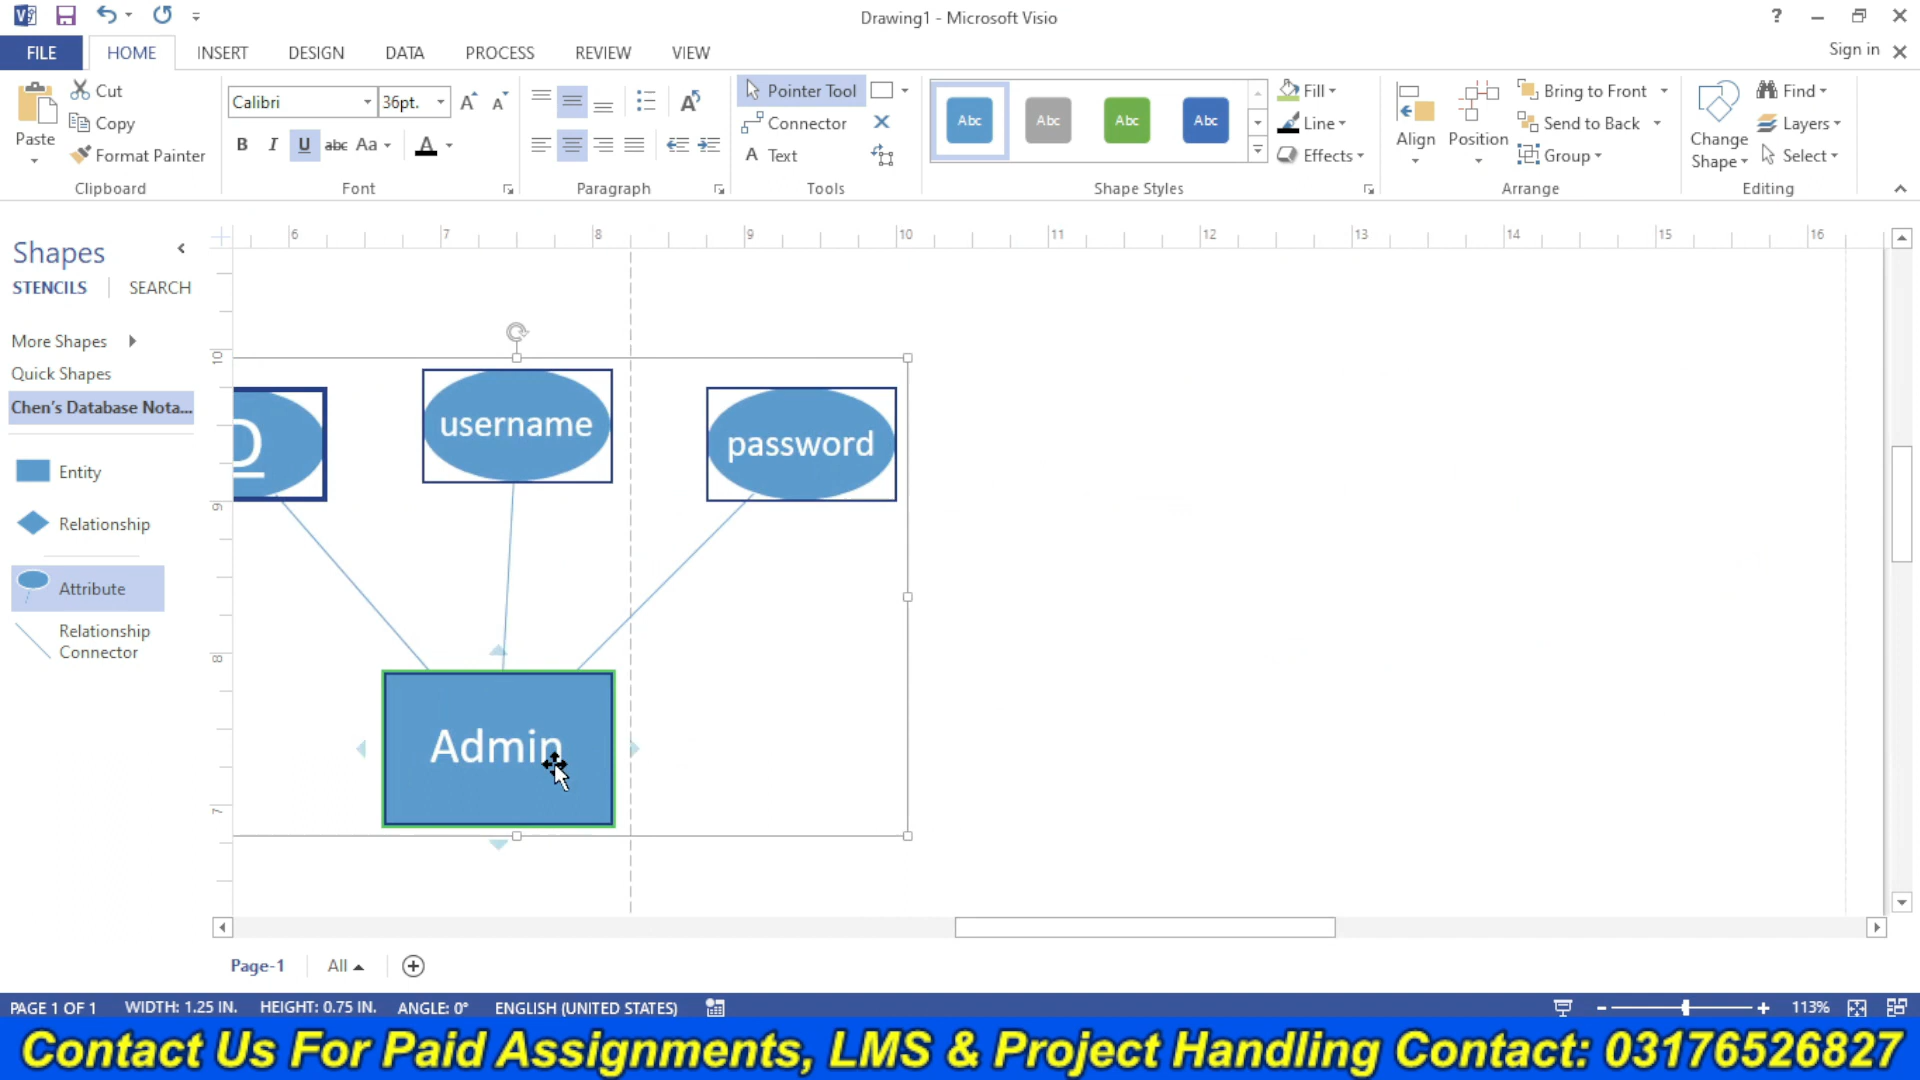 Drawing1 - Microsoft Visio
FILE HOME INSERT DESIGN DATA PROCESS REVIEW VIEW
Sign in
Paste
Cut
Copy
Format Painter
Clipboard
Calibri 36pt.
B I U abc Aa A
Font
Paragraph
Pointer Tool
Connector
A Text
Tools
Abc Abc Abc Abc
Shape Styles
Fill
Line
Effects
Align
Position
Bring to Front
Send to Back
Group
Arrange
Change
Shape
Find
Layers
Select
Editing
Shapes
STENCILS SEARCH
More Shapes
Quick Shapes
Chen's Database Nota...
Entity
Relationship
Attribute
Relationship
Connector
6 7 8 9 10 11 12 13 14 15 16
10
9
8
7
username
password
Admin
Page-1 All
PAGE 1 OF 1 WIDTH: 1.25 IN. HEIGHT: 0.75 IN. ANGLE: 0° ENGLISH (UNITED STATES) 113%
Contact Us For Paid Assignments, LMS & Project Handling Contact: 03176526827